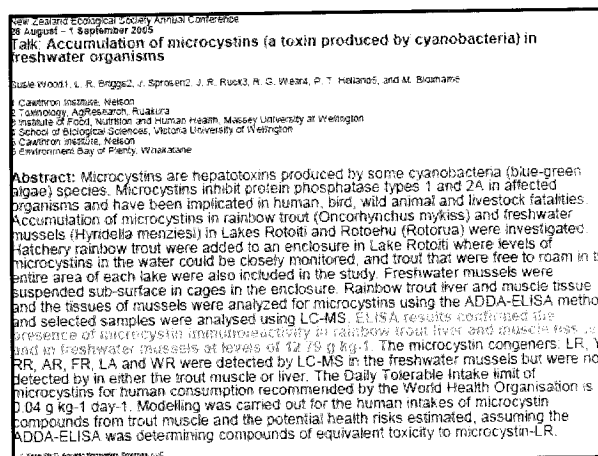 New Zealand Ecological Society Annual Conference
28 August – 1 September 2005
Talk: Accumulation of microcystins (a toxin produced by cyanobacteria) in
freshwater organisms
Susie Wood1, L. R. Briggs2, J. Sprosen2, J. R. Ruck3, R. G. Wear4, P. T. Holland5, and M. Bloxham6
1 Cawthron Institute, Nelson
2 Toxinology, AgResearch, Ruakura
3 Institute of Food, Nutrition and Human Health, Massey University at Wellington
4 School of Biological Sciences, Victoria University of Wellington
5 Cawthron Institute, Nelson
6 Environment Bay of Plenty, Whakatane
Abstract: Microcystins are hepatotoxins produced by some cyanobacteria (blue-green
algae) species. Microcystins inhibit protein phosphatase types 1 and 2A in affected
organisms and have been implicated in human, bird, wild animal and livestock fatalities.
Accumulation of microcystins in rainbow trout (Oncorhynchus mykiss) and freshwater
mussels (Hyridella menziesi) in Lakes Rotoiti and Rotoehu (Rotorua) were investigated.
Hatchery rainbow trout were added to an enclosure in Lake Rotoiti where levels of
microcystins in the water could be closely monitored, and trout that were free to roam in t
entire area of each lake were also included in the study. Freshwater mussels were
suspended sub-surface in cages in the enclosure. Rainbow trout liver and muscle tissue
and the tissues of mussels were analyzed for microcystins using the ADDA-ELISA metho
and selected samples were analysed using LC-MS. ELISA results confirmed the
presence of microcystin immunoreactivity in rainbow trout liver and muscle tiss
and in freshwater mussels at levels of 12 79 g kg-1. The microcystin congeners: LR, Y
RR, AR, FR, LA and WR were detected by LC-MS in the freshwater mussels but were no
detected by in either the trout muscle or liver. The Daily Tolerable Intake limit of
microcystins for human consumption recommended by the World Health Organisation is
0.04 g kg-1 day-1. Modelling was carried out for the human intakes of microcystin
compounds from trout muscle and the potential health risks estimated, assuming the
ADDA-ELISA was determining compounds of equivalent toxicity to microcystin-LR.